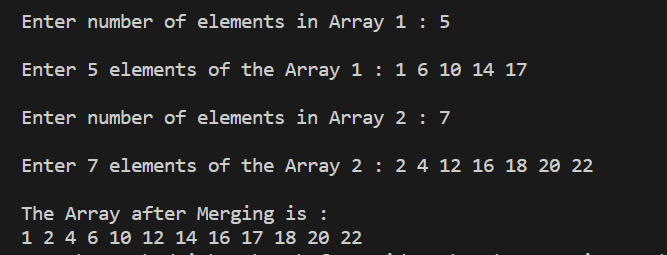 Enter number of elements in Array 1 : 5
Enter 5 elements of the Array 1 : 1 6 10 14 17
Enter number of elements in Array 2 : 7
Enter 7 elements of the Array 2 : 2 4 12 16 18 20 22
The Array after Merging is :
1 2 4 6 10 12 14 16 17 18 20 22